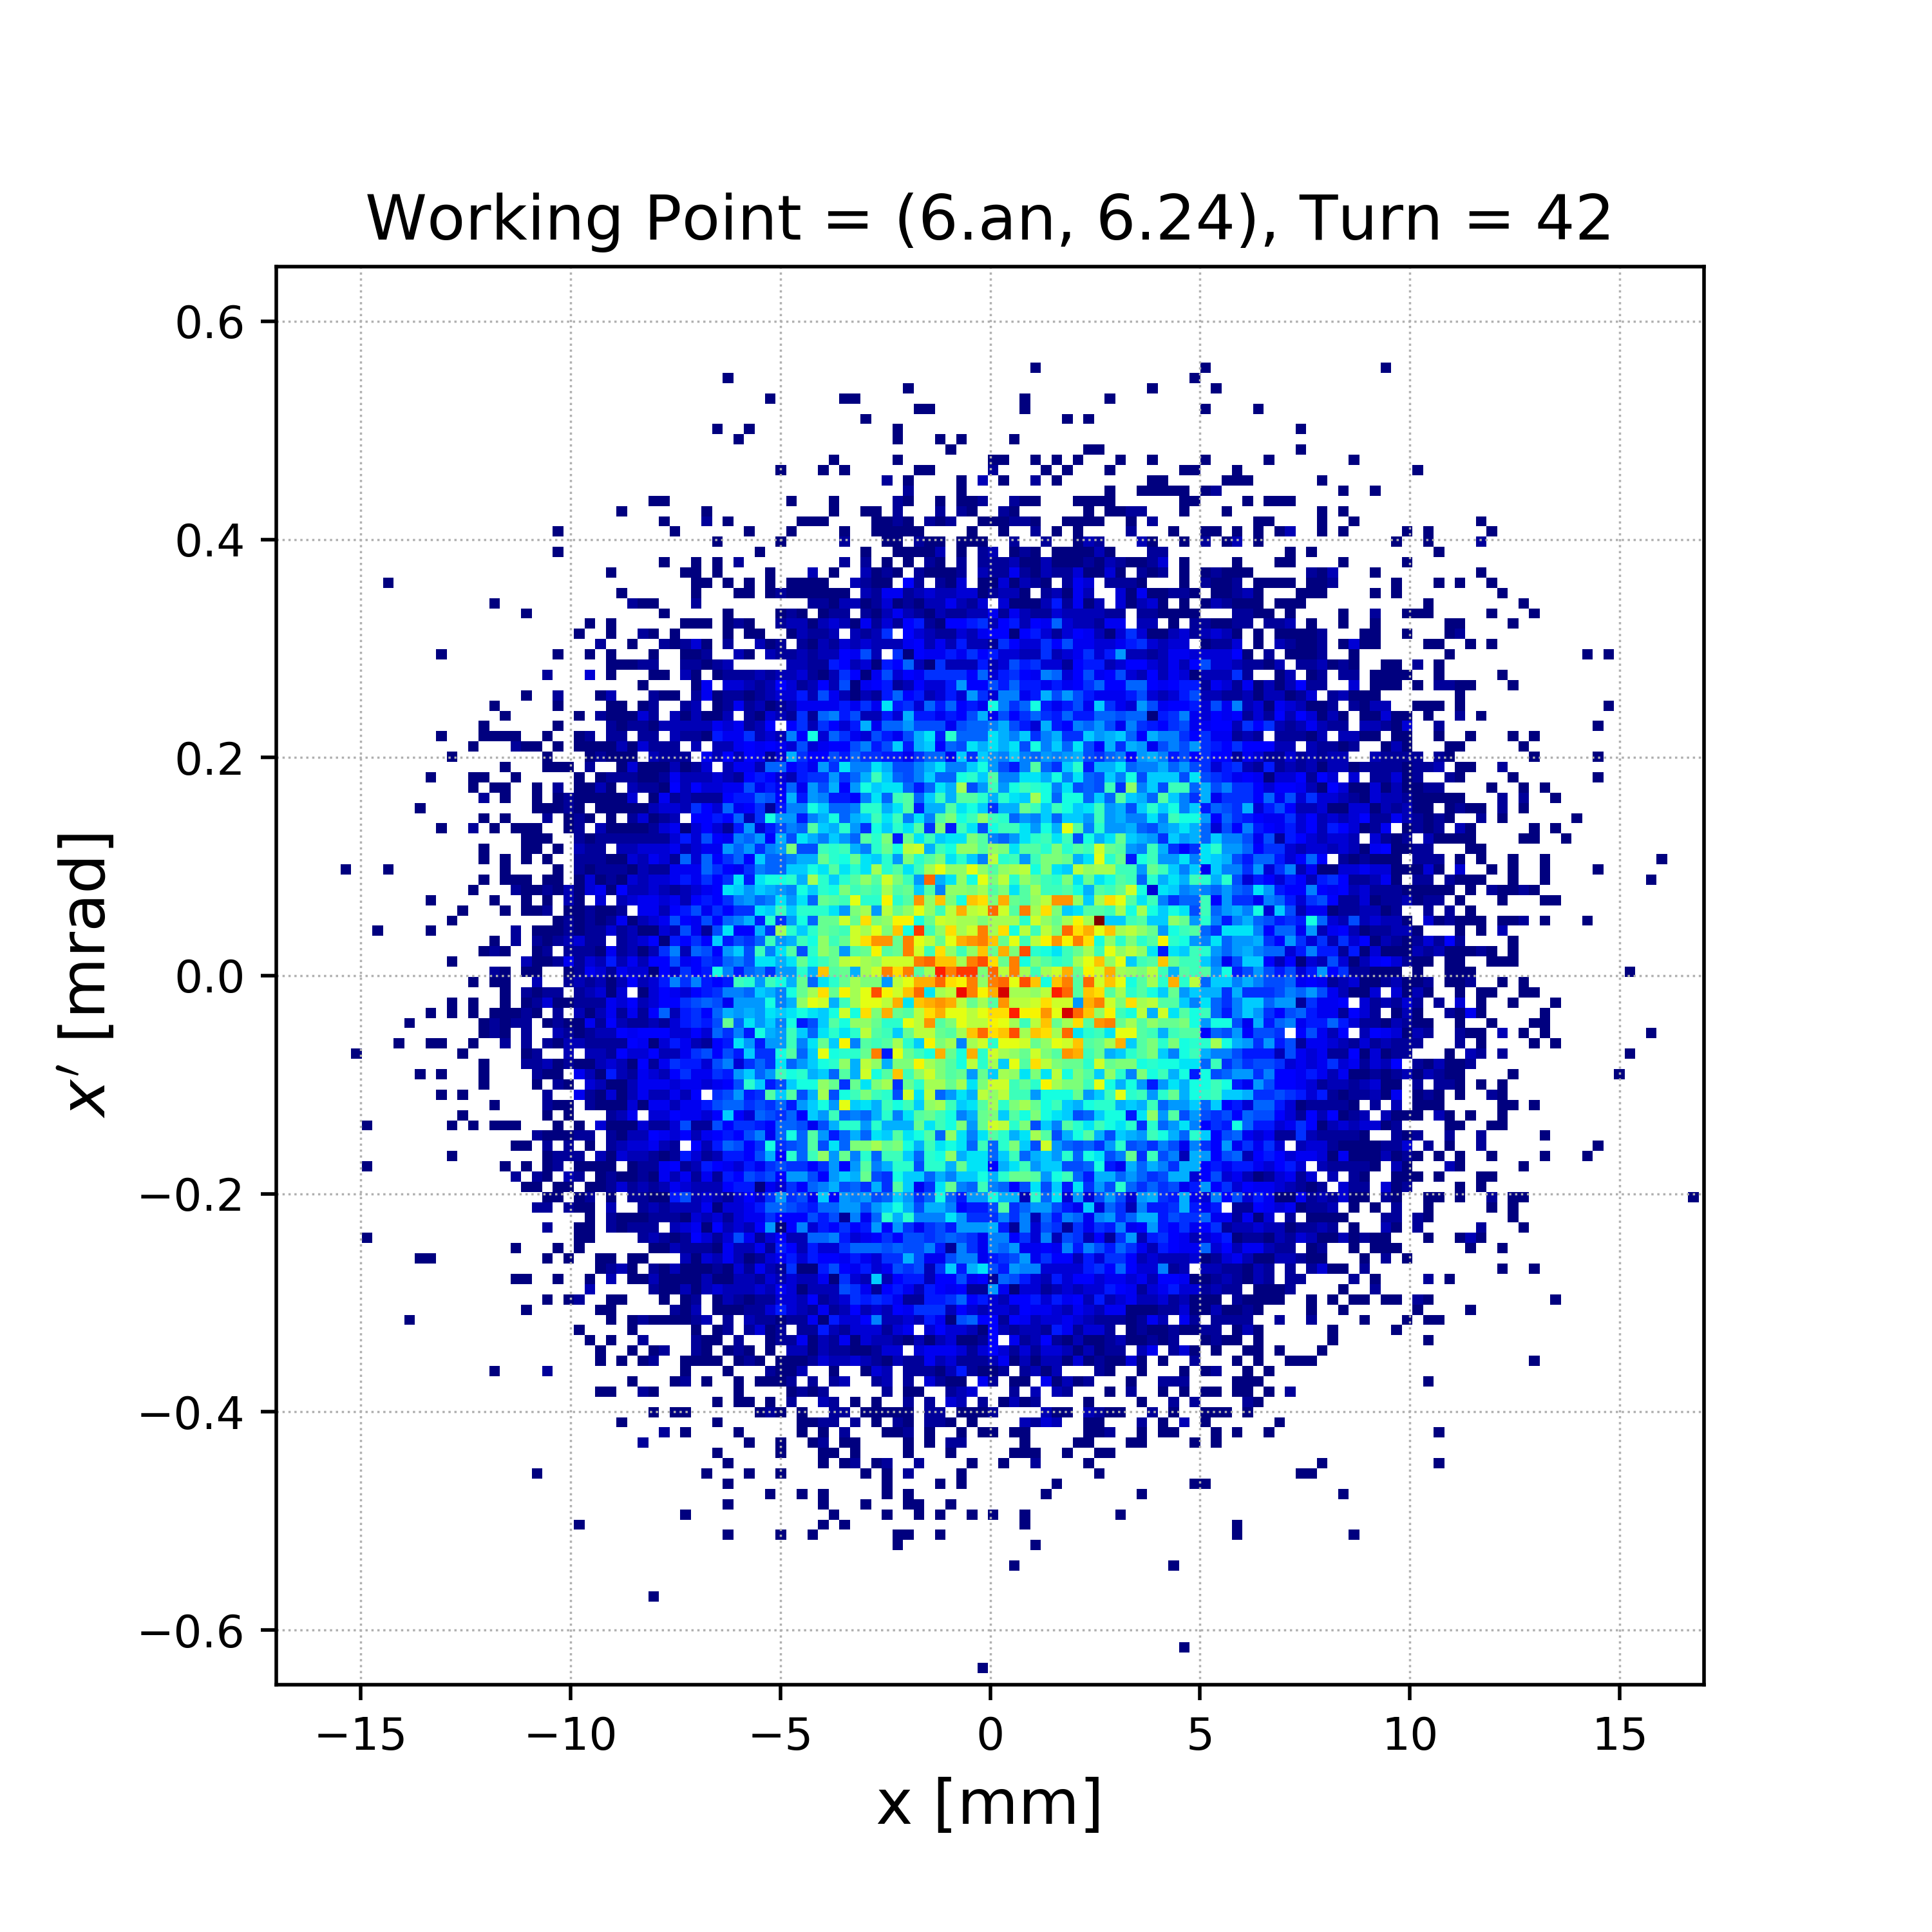 Working Point = (6.an, 6.24), Turn = 42
0.6
0.4
0.2
0.0
−0.2
−0.4
−0.6
x′ [mrad]
−15 −10 −5 0 5 10 15
x [mm]